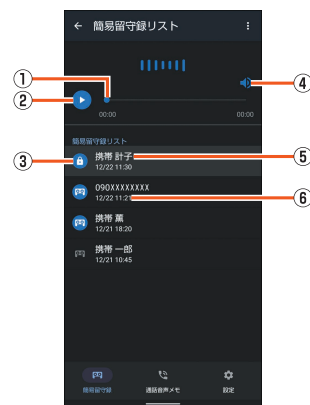 簡易留守録リスト
①
②
④
00:00 00:00
簡易留守録リスト
③
携帯 計子
⑤
12/22 11:30
090XXXXXXXX
12/22 11:21
⑥
携帯 薫
12/21 18:20
携帯 一郎
12/21 10:45
簡易留守録 通話音声メモ 設定